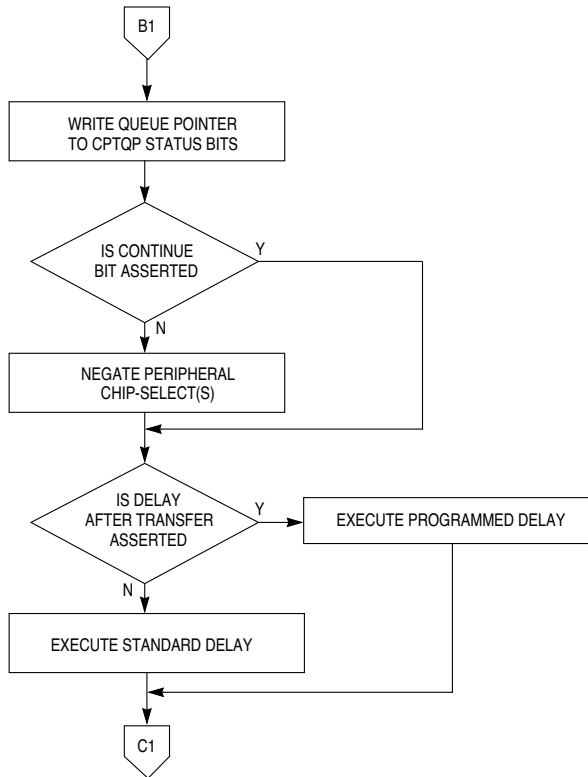 B1
WRITE QUEUE POINTER
TO CPTQP STATUS BITS
IS CONTINUE
BIT ASSERTED
Y
N
NEGATE PERIPHERAL
CHIP-SELECT(S)
IS DELAY
AFTER TRANSFER
ASSERTED
Y
EXECUTE PROGRAMMED DELAY
N
EXECUTE STANDARD DELAY
C1